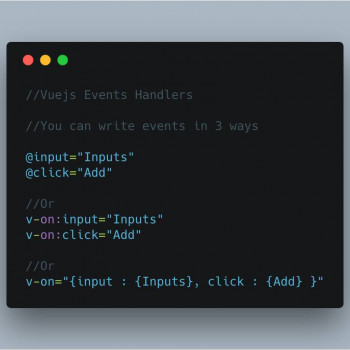 //Vuejs Events Handlers
//You can write events in 3 ways
@input="Inputs"
@click="Add"
//Or
v-on:input="Inputs"
v-on:click="Add"
//Or
v-on="{input : {Inputs}, click : {Add} }"